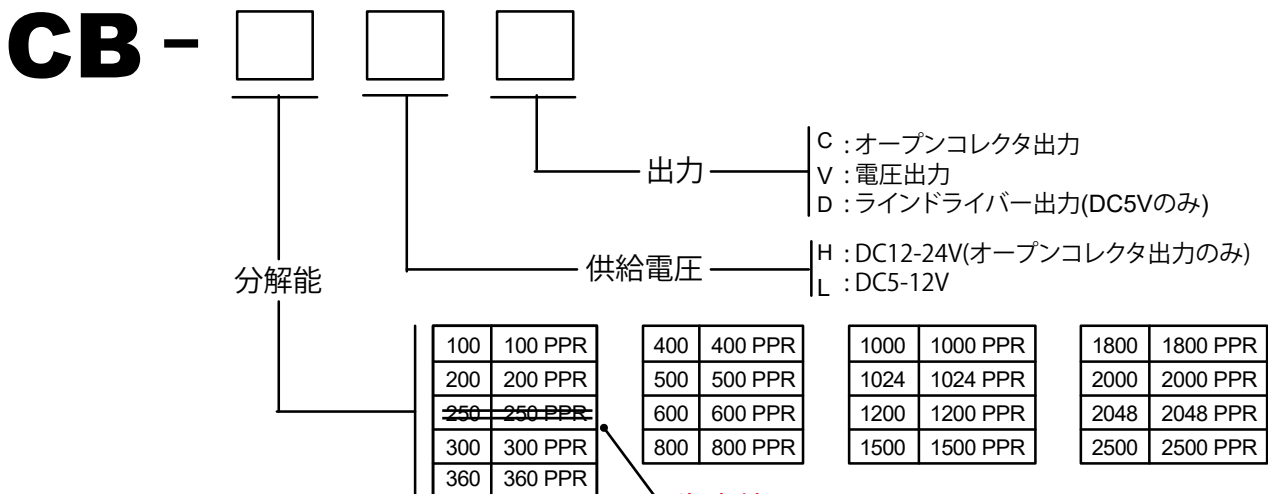 CB -
C : オープンコレクタ出力
出力
V : 電圧出力
D : ラインドライバー出力(DC5Vのみ)
H : DC12-24V(オープンコレクタ出力のみ)
供給電圧
L : DC5-12V
分解能
100 100 PPR 400 400 PPR 1000 1000 PPR 1800 1800 PPR
200 200 PPR 500 500 PPR 1024 1024 PPR 2000 2000 PPR
250 250 PPR 600 600 PPR 1200 1200 PPR 2048 2048 PPR
300 300 PPR 800 800 PPR 1500 1500 PPR 2500 2500 PPR
360 360 PPR